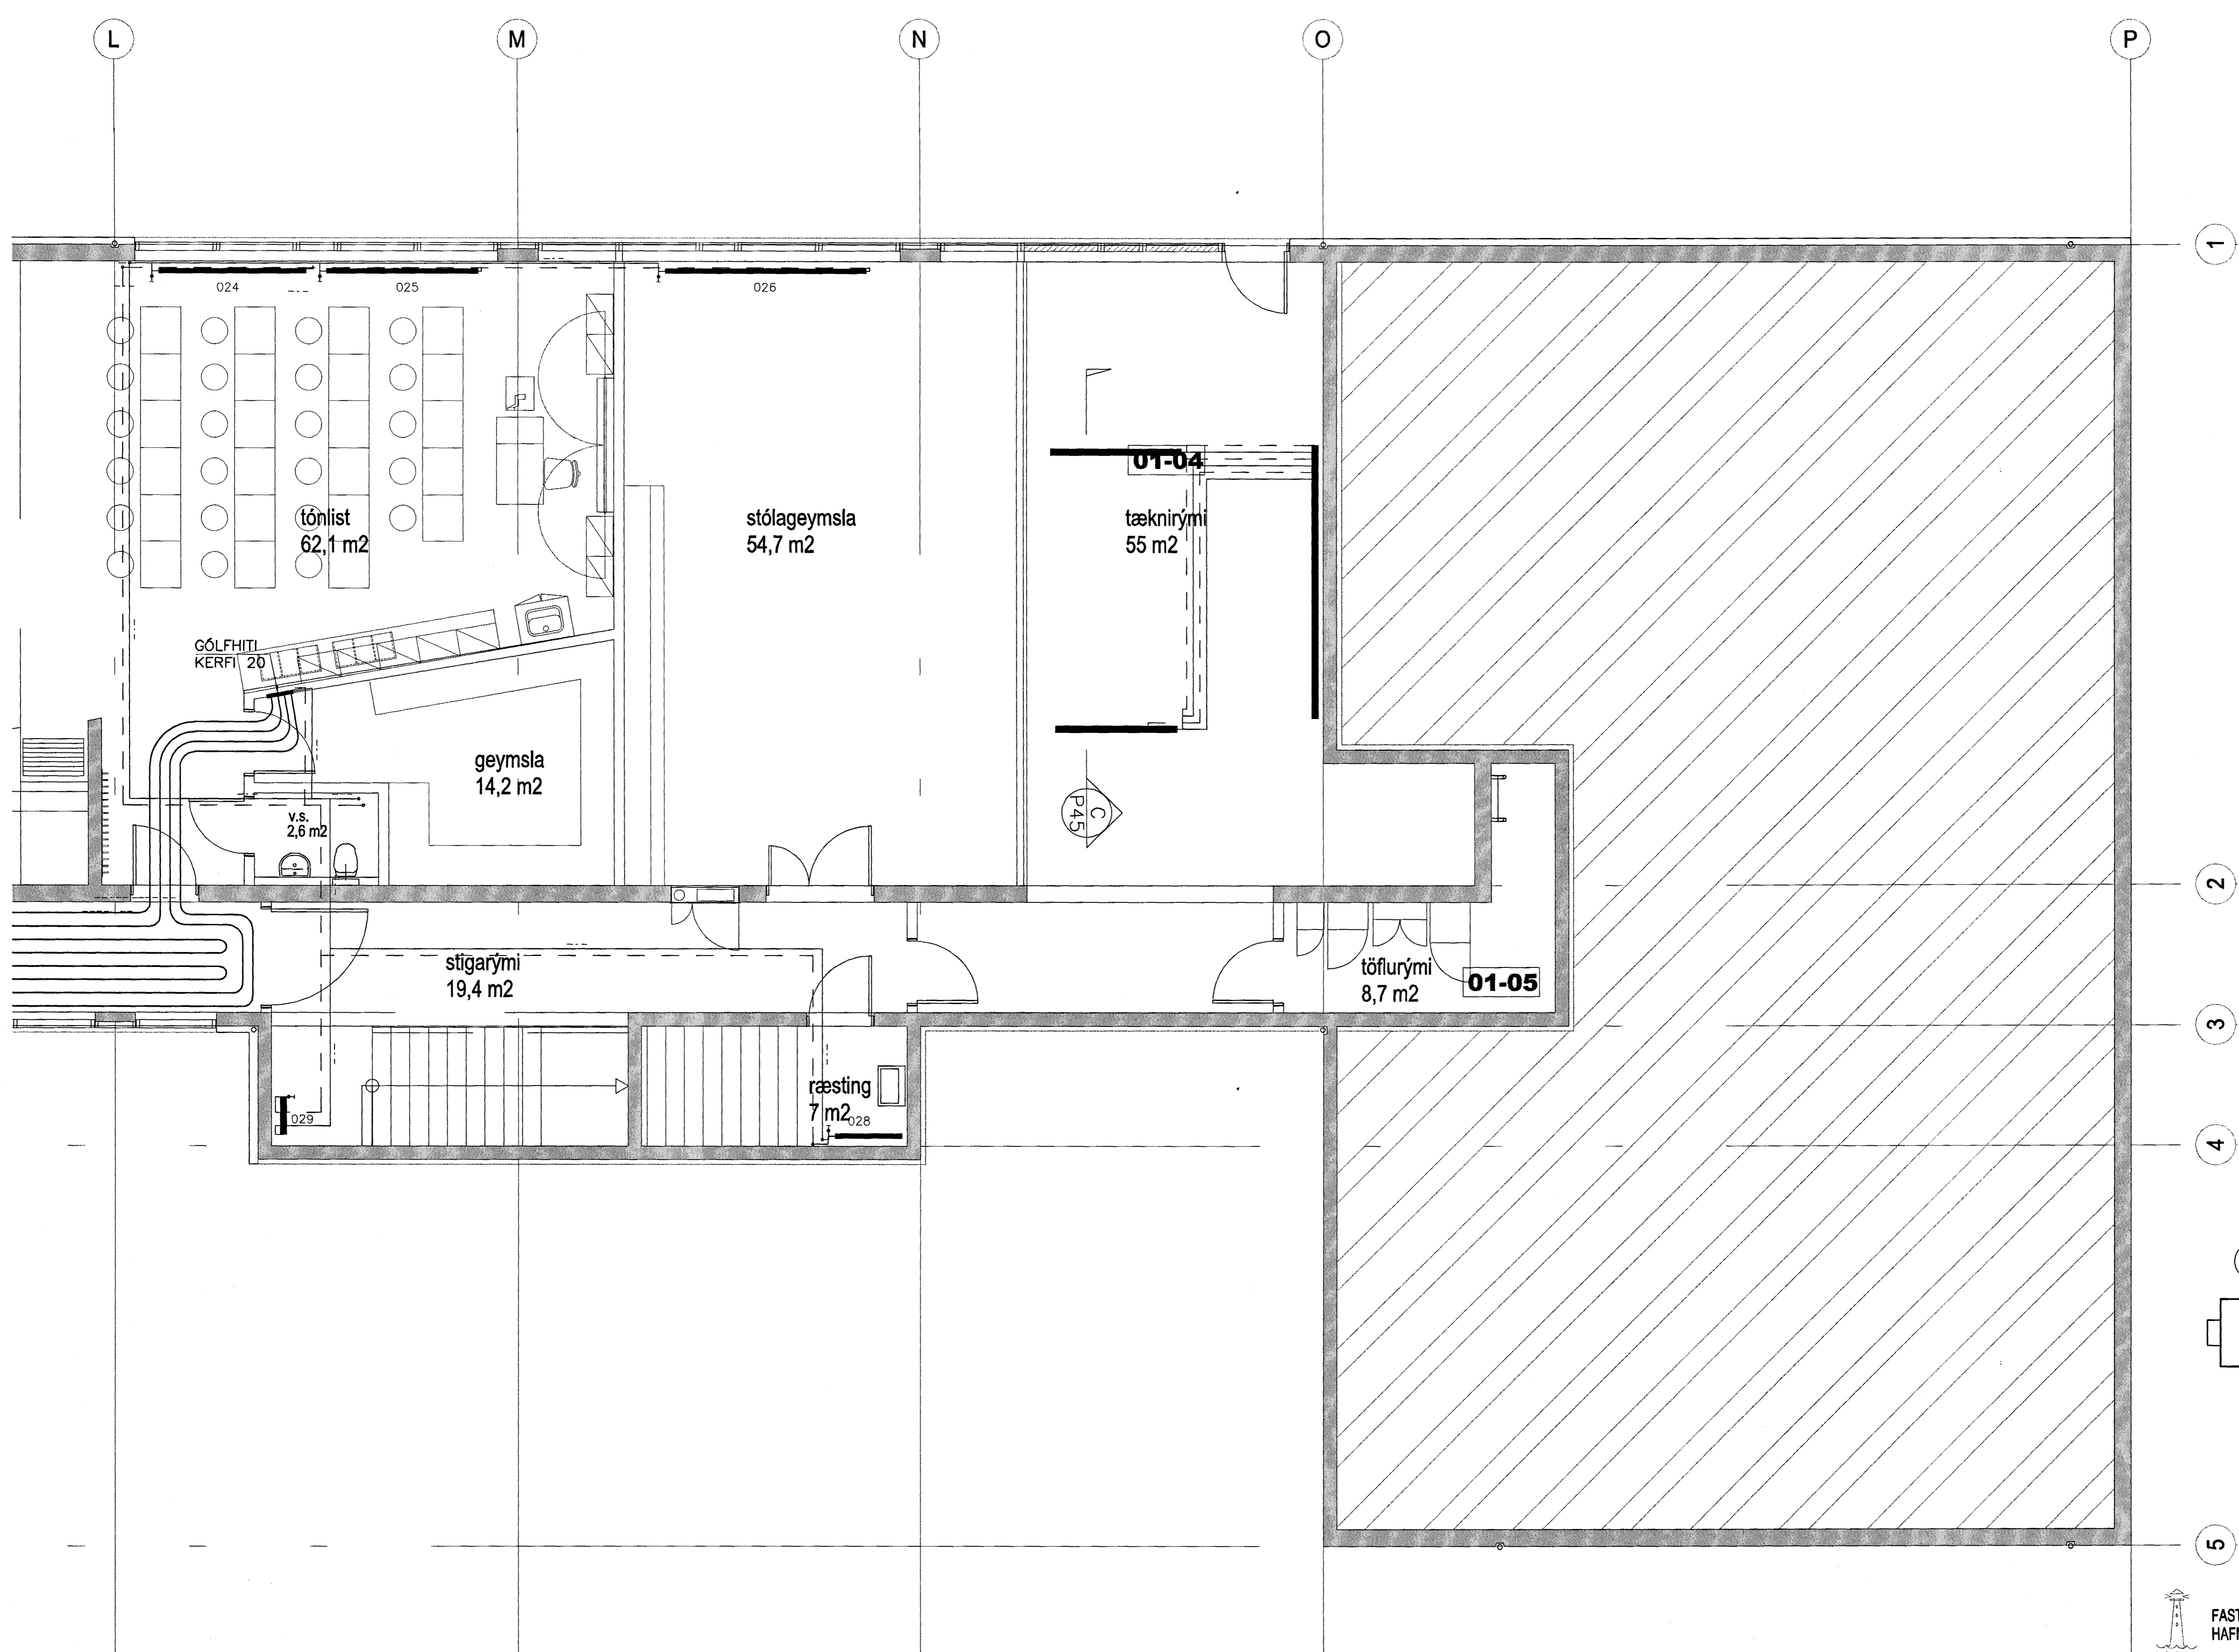 L
M
N
O
P
1
024
025
026
01-04
tónlist
62,1 m2
stólageymsla
54,7 m2
tæknirými
55 m2
GÓLFHITI
KERFI 20
geymsla
14,2 m2
v.s.
2,6 m2
C
P45
2
stigarými
19,4 m2
töflurými
8,7 m2
01-05
3
ræsting
7 m2
028
029
4
5
FAST
HAF